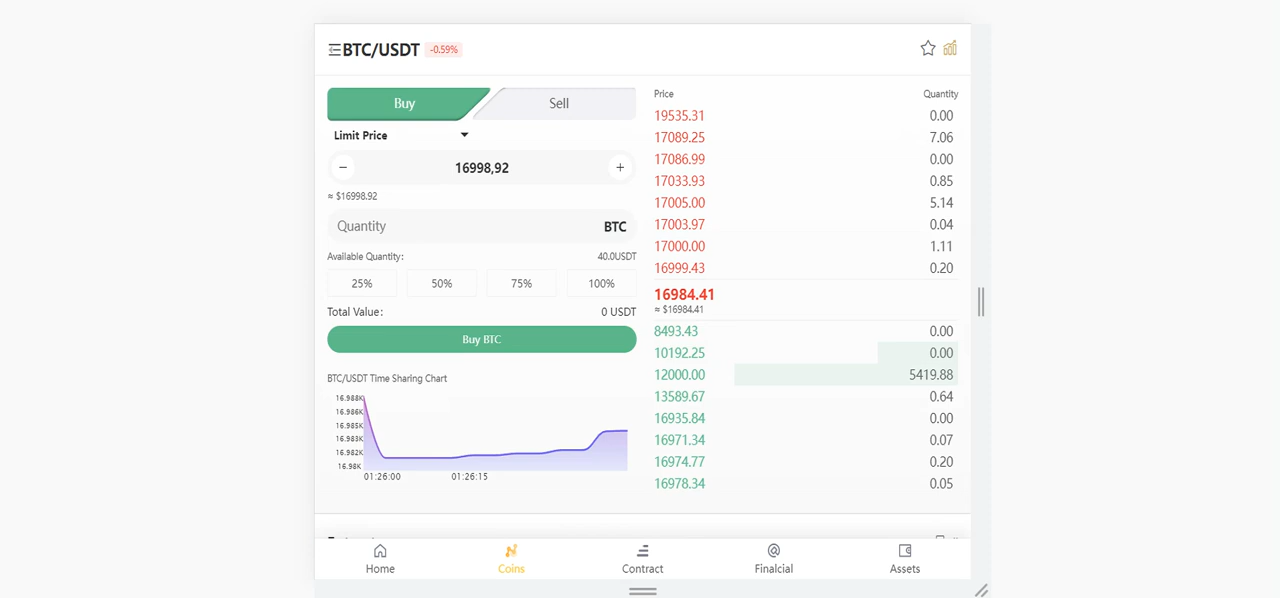 BTC/USDT -0.59%
Buy
Sell
Limit Price
16998,92
≈ $16998.92
Quantity BTC
Available Quantity: 40.0USDT
25% 50% 75% 100%
Total Value: 0 USDT
Buy BTC
BTC/USDT Time Sharing Chart
16.988K
16.986K
16.985K
16.983K
16.982K
16.98K
01:26:00 01:26:15
Price Quantity
19535.31 0.00
17089.25 7.06
17086.99 0.00
17033.93 0.85
17005.00 5.14
17003.97 0.04
17000.00 1.11
16999.43 0.20
16984.41
≈ $16984.41
8493.43 0.00
10192.25 0.00
12000.00 5419.88
13589.67 0.64
16935.84 0.00
16971.34 0.07
16974.77 0.20
16978.34 0.05
Home Coins Contract Finalcial Assets